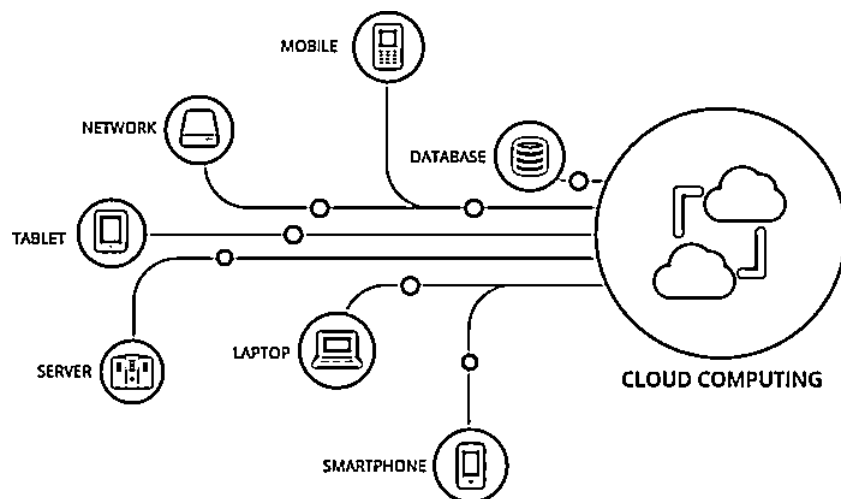 MOBILE
NETWORK
DATABASE
TABLET
LAPTOP
SERVER
CLOUD COMPUTING
SMARTPHONE